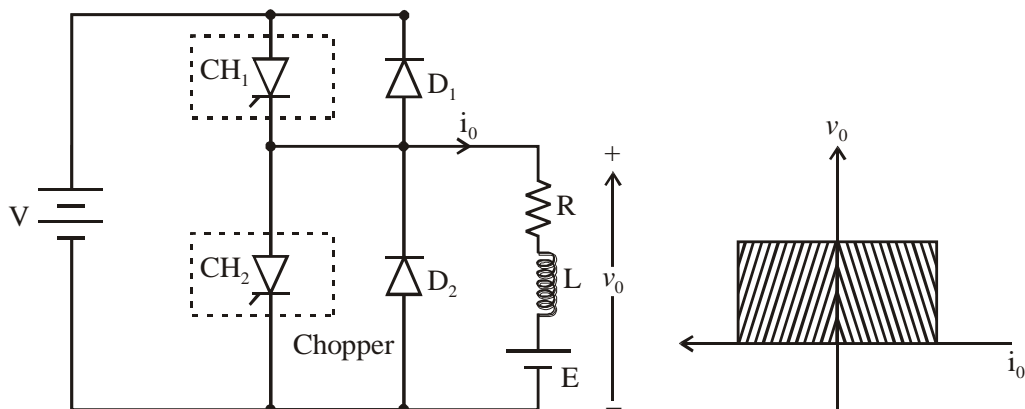 CH₁
D₁
i₀
+
v₀
V
R
CH₂
D₂
L
v₀
Chopper
E
i₀
−